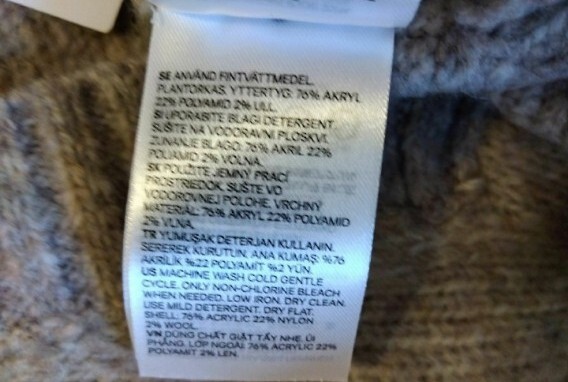 SE ANVÄND FINTVÄTTMEDEL.
PLANTORKAS. YTTERTYG: 76% AKRYL
22% POLYAMID 2% ULL.
SI UPORABITE BLAGI DETERGENT.
SUŠITE NA VODORAVNI PLOSKVI.
ZUNANJE BLAGO: 76% AKRIL 22%
POLIAMID 2% VOLNA.
SK POUŽITE JEMNÝ PRACÍ
PROSTRIEDOK. SUŠTE VO
VODOROVNEJ POLOHE. VRCHNÝ
MATERIÁL: 76% AKRYL 22% POLYAMID
2% VLNA.
TR YUMUŞAK DETERJAN KULLANIN.
SEREREK KURUTUN. ANA KUMAŞ: %76
AKRİLİK %22 POLYAMİT %2 YÜN.
US MACHINE WASH COLD GENTLE
CYCLE. ONLY NON-CHLORINE BLEACH
WHEN NEEDED. LOW IRON. DRY CLEAN.
USE MILD DETERGENT. DRY FLAT.
SHELL: 76% ACRYLIC 22% NYLON
2% WOOL.
VN DÙNG CHẤT GIẶT TẨY NHẸ. ỦI
PHẲNG. LỚP NGOÀI: 76% ACRYLIC 22%
POLYAMIT 2% LEN.